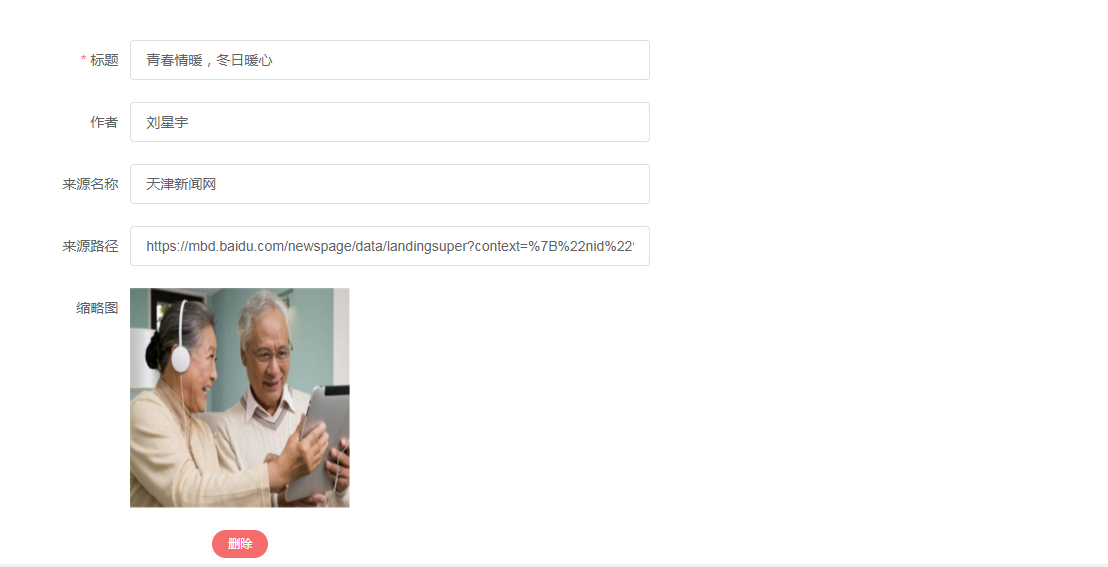 * 标题
青春情暖，冬日暖心
作者
刘星宇
来源名称
天津新闻网
来源路径
https://mbd.baidu.com/newspage/data/landingsuper?context=%7B%22nid%22
缩略图
删除